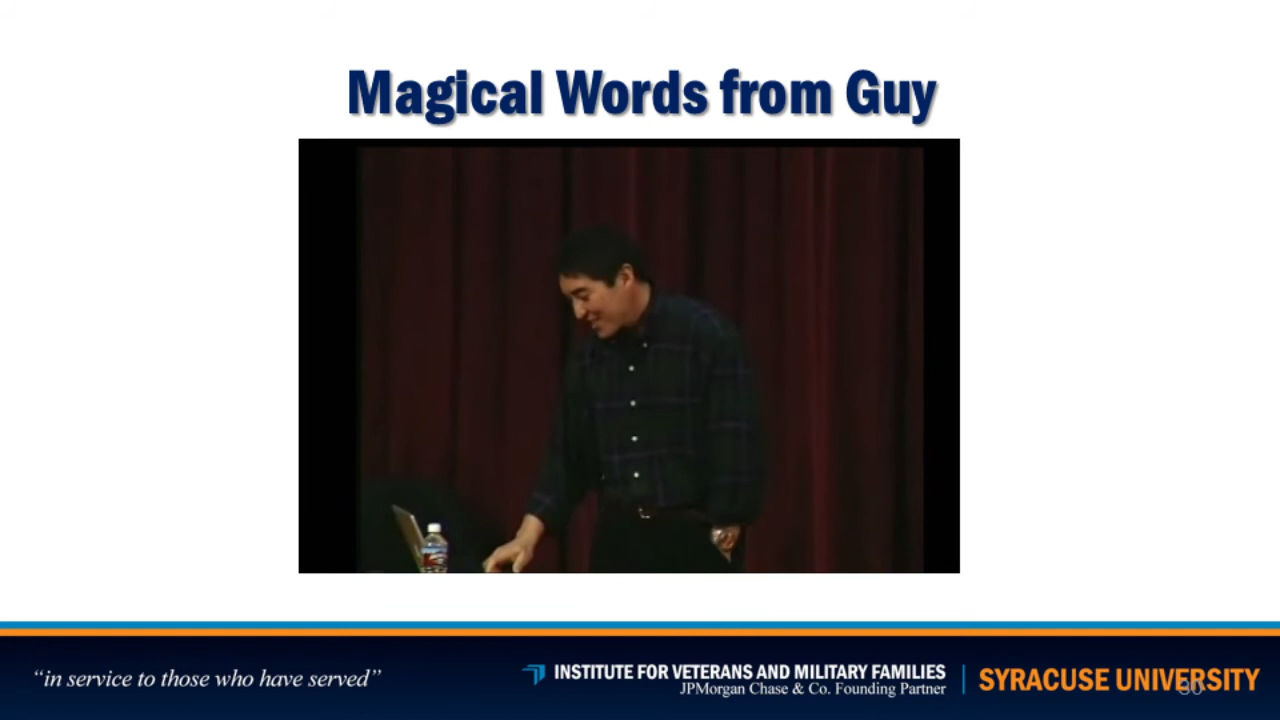 Magical Words from Guy
“in service to those who have served”
INSTITUTE FOR VETERANS AND MILITARY FAMILIES
JPMorgan Chase & Co. Founding Partner
SYRACUSE UNIVERSITY